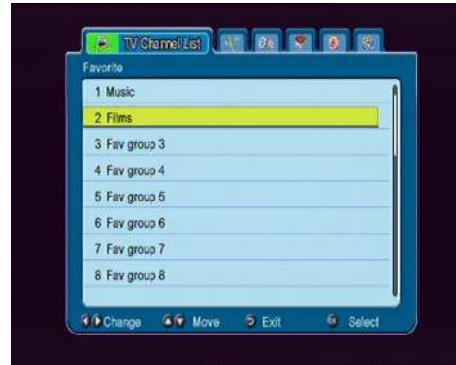 TV Channel List
Favorite
1 Music
2 Films
3 Fav group 3
4 Fav group 4
5 Fav group 5
6 Fav group 6
7 Fav group 7
8 Fav group 8
Change Move Exit Select